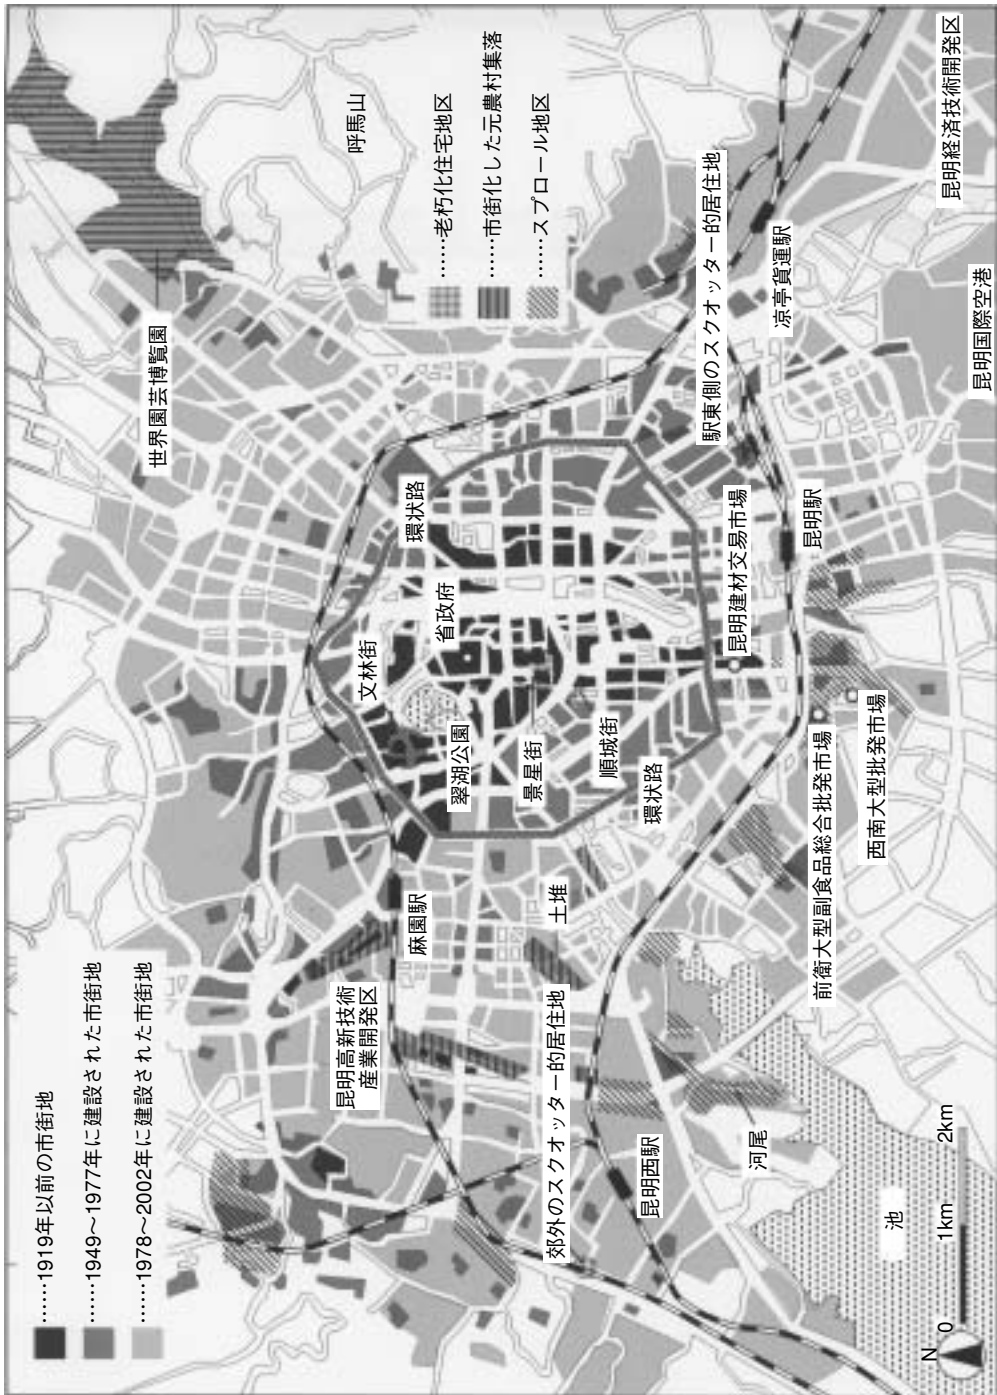 ……1919年以前の市街地
……1949〜1977年に建設された市街地
……1978〜2002年に建設された市街地
……老朽化住宅地区
……市街化した元農村集落
……スプロール地区
呼馬山
世界園芸博覧園
環状路
省政府
文林街
翠湖公園
景星街
順城街
環状路
麻園駅
土堆
昆明高新技術
産業開発区
郊外のスクオッター的居住地
昆明西駅
河尾
池
駅東側のスクオッター的居住地
涼亭貨運駅
昆明経済技術開発区
昆明国際空港
昆明建材交易市場
昆明駅
前衛大型副食品総合批発市場
西南大型批発市場
N
0
1km
2km